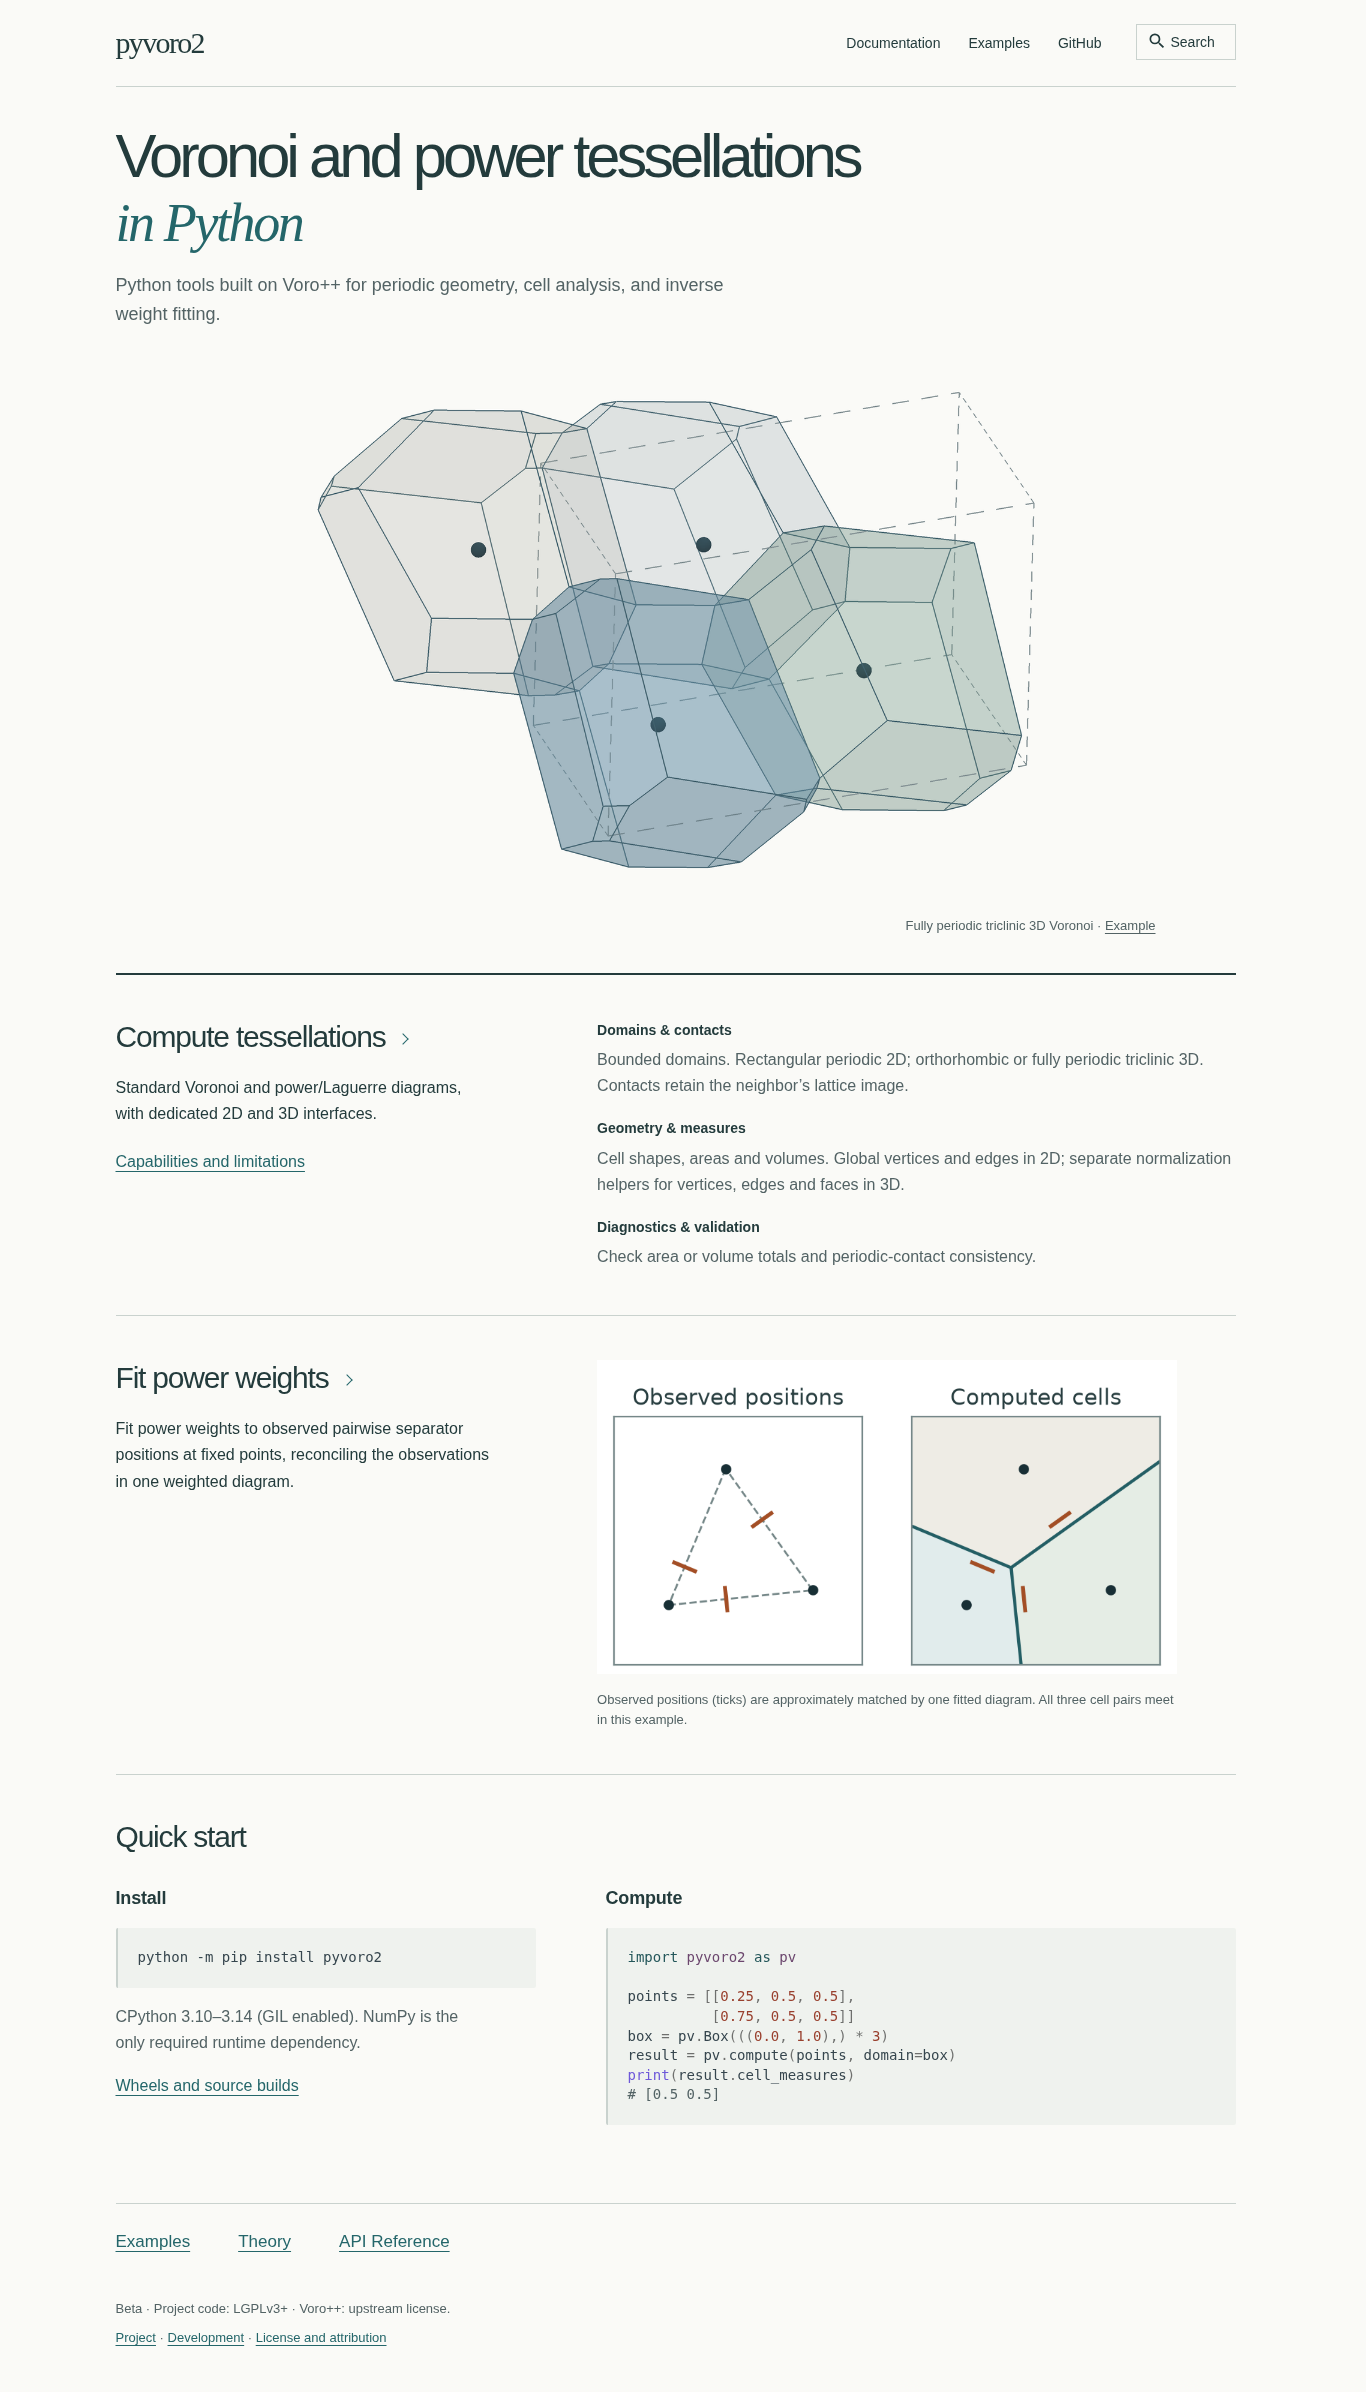 pyvoro2
Documentation
Examples
GitHub
Search
Voronoi and power tessellations
in Python
Python tools built on Voro++ for periodic geometry, cell analysis, and inverse
weight fitting.
Fully periodic triclinic 3D Voronoi · Example
Compute tessellations
Standard Voronoi and power/Laguerre diagrams,
with dedicated 2D and 3D interfaces.
Capabilities and limitations
Domains & contacts
Bounded domains. Rectangular periodic 2D; orthorhombic or fully periodic triclinic 3D.
Contacts retain the neighbor’s lattice image.
Geometry & measures
Cell shapes, areas and volumes. Global vertices and edges in 2D; separate normalization
helpers for vertices, edges and faces in 3D.
Diagnostics & validation
Check area or volume totals and periodic-contact consistency.
Fit power weights
Fit power weights to observed pairwise separator
positions at fixed points, reconciling the observations
in one weighted diagram.
Observed positions
Computed cells
Observed positions (ticks) are approximately matched by one fitted diagram. All three cell pairs meet
in this example.
Quick start
Install
python -m pip install pyvoro2
CPython 3.10–3.14 (GIL enabled). NumPy is the
only required runtime dependency.
Wheels and source builds
Compute
import pyvoro2 as pv
points = [[0.25, 0.5, 0.5],
          [0.75, 0.5, 0.5]]
box = pv.Box(((0.0, 1.0),) * 3)
result = pv.compute(points, domain=box)
print(result.cell_measures)
# [0.5 0.5]
Examples
Theory
API Reference
Beta · Project code: LGPLv3+ · Voro++: upstream license.
Project · Development · License and attribution